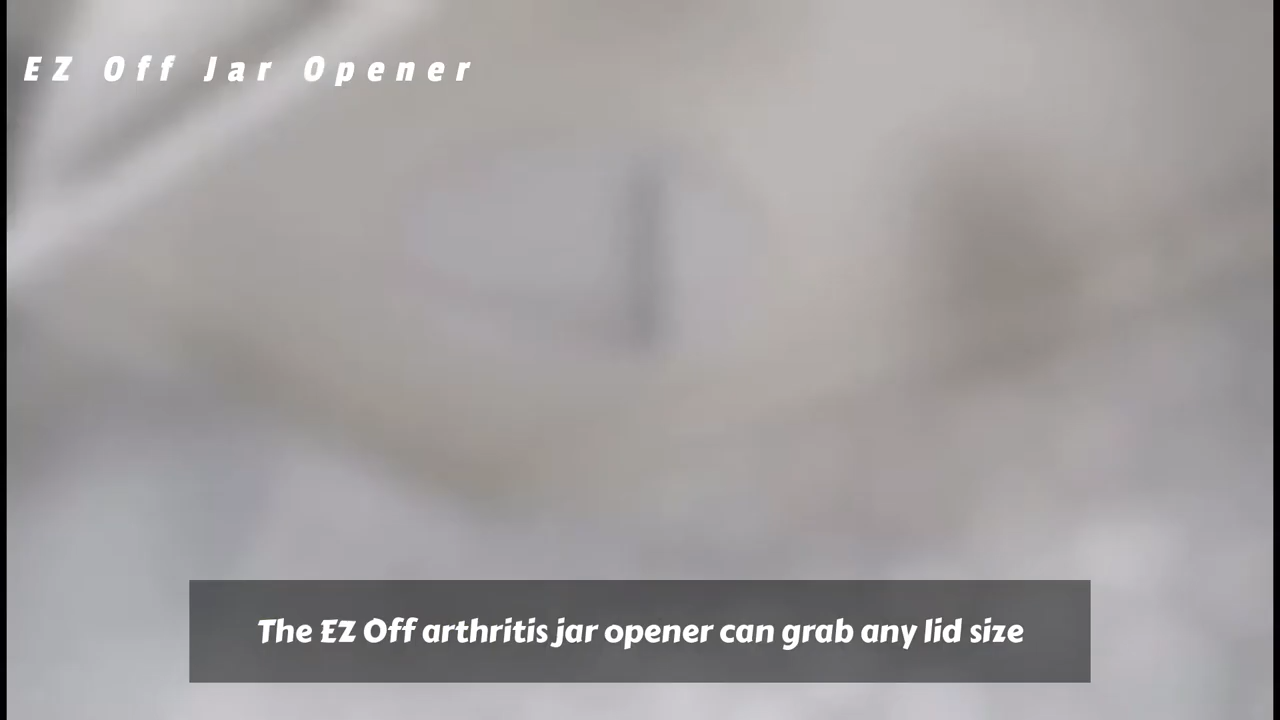 EZ Off Jar Opener
The EZ Off arthritis jar opener can grab any lid size